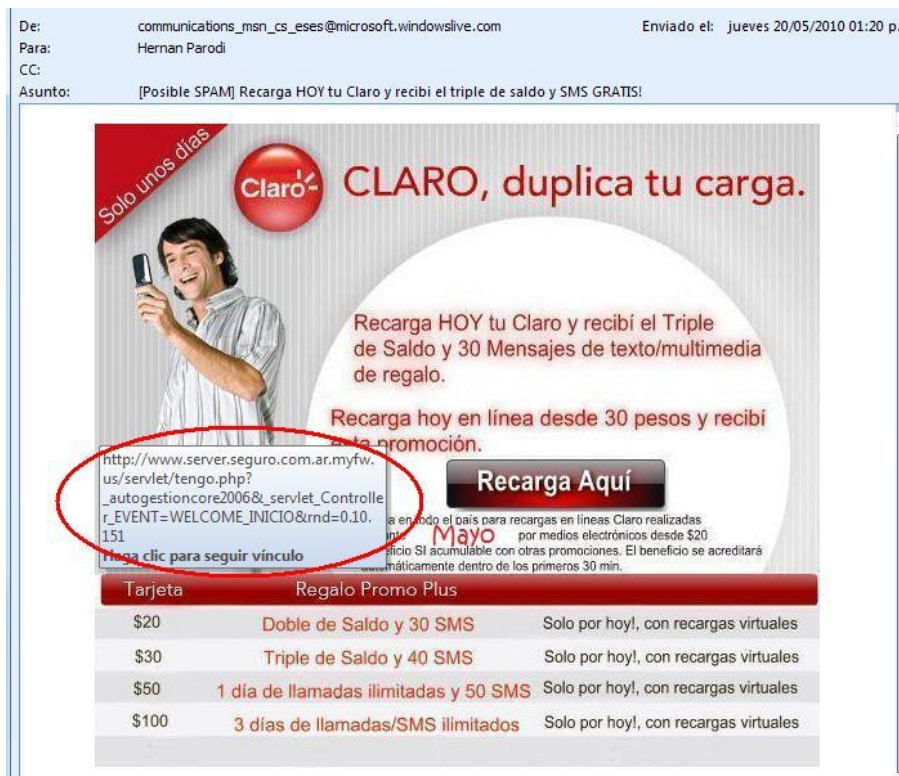 De: communications_msn_cs_eses@microsoft.windowslive.com Enviado el: jueves 20/05/2010 01:20 p.
Para: Hernan Parodi
CC:
Asunto: [Posible SPAM] Recarga HOY tu Claro y recibi el triple de saldo y SMS GRATIS!
Solo unos días
Claro
CLARO, duplica tu carga.
Recarga HOY tu Claro y recibí el Triple
de Saldo y 30 Mensajes de texto/multimedia
de regalo.
Recarga hoy en línea desde 30 pesos y recibí
esta promoción.
http://www.server.seguro.com.ar.myfw.
us/servlet/tengo.php?
_autogestioncore2006&_servlet_Controlle
r_EVENT=WELCOME_INICIO&rnd=0.10.
151
Haga clic para seguir vínculo
Recarga Aquí
en todo el país para recargas en lineas Claro realizadas
Mayo por medios electrónicos desde $20
SI acumulable con otras promociones. El beneficio se acreditará
dentro de los primeros 30 min.
Tarjeta Regalo Promo Plus
$20 Doble de Saldo y 30 SMS Solo por hoy!, con recargas virtuales
$30 Triple de Saldo y 40 SMS Solo por hoy!, con recargas virtuales
$50 1 día de llamadas ilimitadas y 50 SMS Solo por hoy!, con recargas virtuales
$100 3 días de llamadas/SMS ilimitados Solo por hoy!, con recargas virtuales